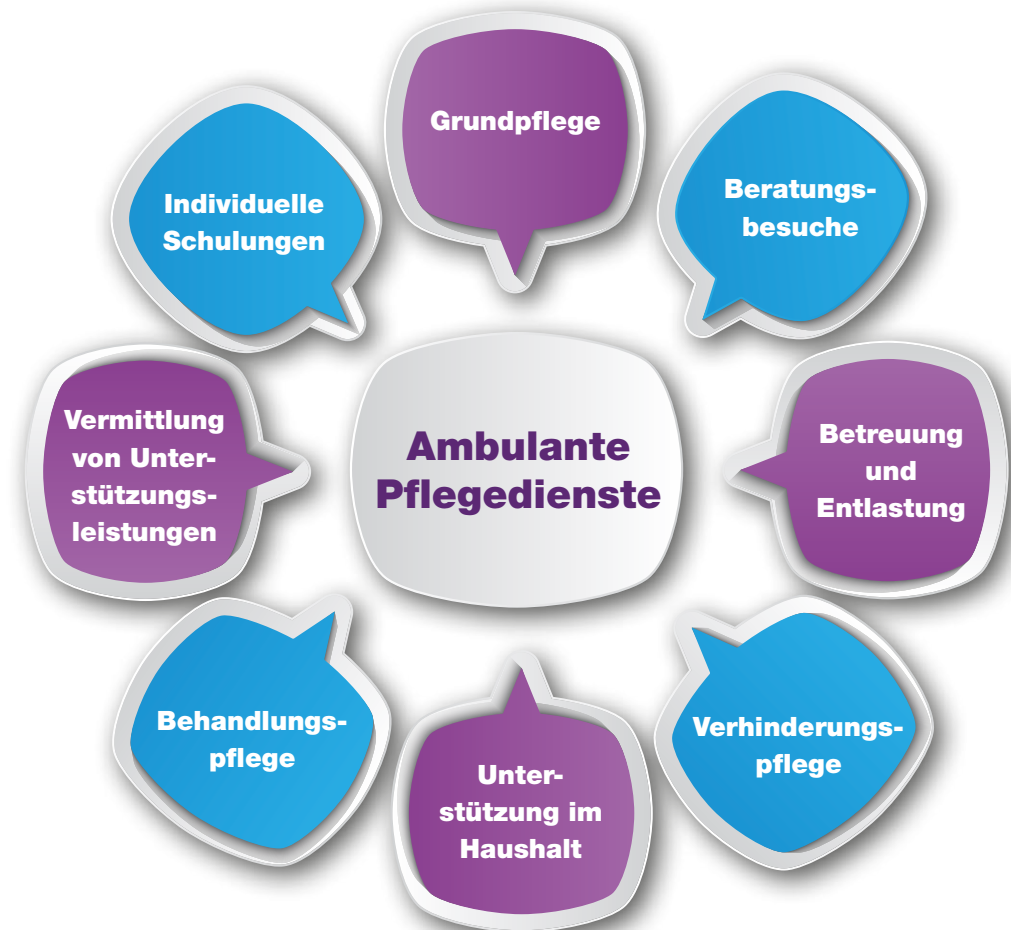 Grundpflege
Beratungs-
besuche
Betreuung
und
Entlastung
Verhinderungs-
pflege
Unter-
stützung im
Haushalt
Behandlungs-
pflege
Vermittlung
von Unter-
stützungs-
leistungen
Individuelle
Schulungen
Ambulante
Pflegedienste